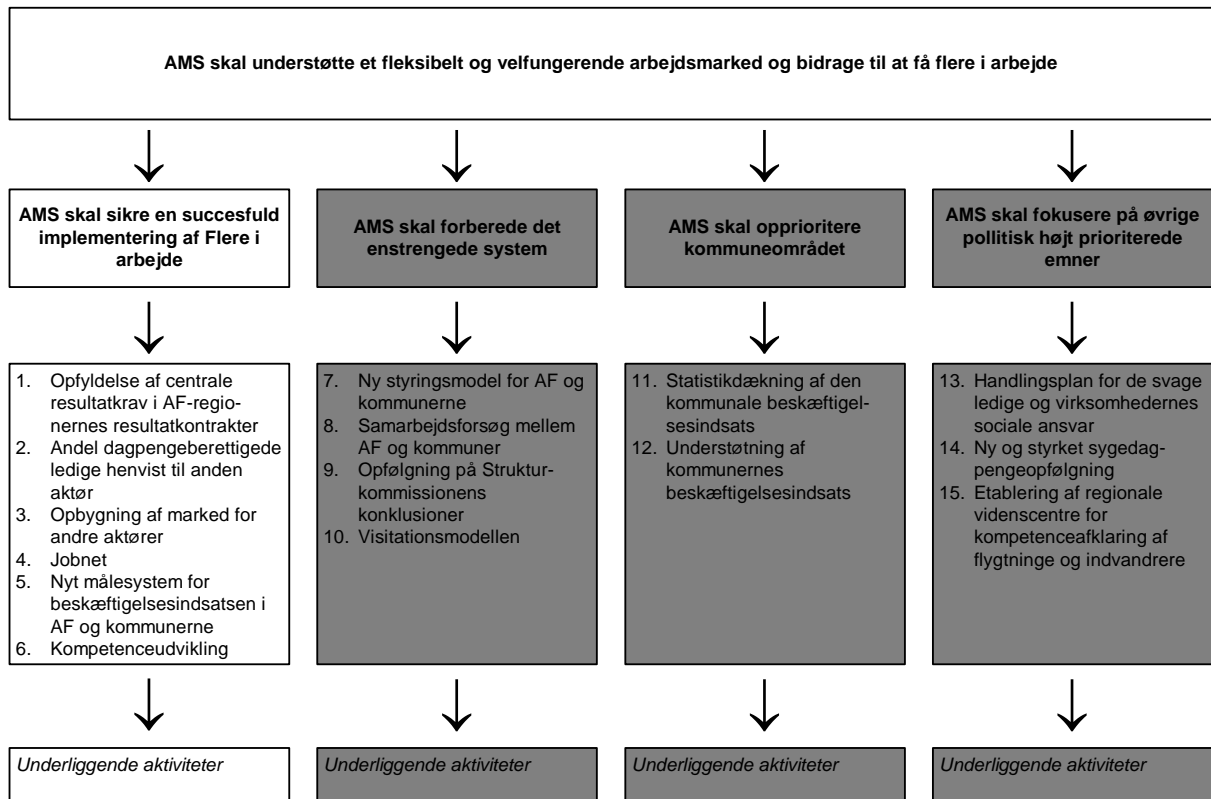 AMS skal understøtte et fleksibelt og velfungerende arbejdsmarked og bidrage til at få flere i arbejde
AMS skal sikre en succesfuld
implementering af Flere i
arbejde
AMS skal forberede det
enstrengede system
AMS skal opprioritere
kommuneområdet
AMS skal fokusere på øvrige
pollitisk højt prioriterede
emner
1. Opfyldelse af centrale
resultatkrav i AF-regio-
nernes resultatkontrakter
2. Andel dagpengeberettigede
ledige henvist til anden
aktør
3. Opbygning af marked for
andre aktører
4. Jobnet
5. Nyt målesystem for
beskæftigelsesindsatsen i
AF og kommunerne
6. Kompetenceudvikling
7. Ny styringsmodel for AF og
kommunerne
8. Samarbejdsforsøg mellem
AF og kommuner
9. Opfølgning på Struktur-
kommissionens
konklusioner
10. Visitationsmodellen
11. Statistikdækning af den
kommunale beskæftigel-
sesindsats
12. Understøtning af
kommunernes
beskæftigelsesindsats
13. Handlingsplan for de svage
ledige og virksomhedernes
sociale ansvar
14. Ny og styrket sygedag-
pengeopfølgning
15. Etablering af regionale
videnscentre for
kompetenceafklaring af
flygtninge og indvandrere
Underliggende aktiviteter
Underliggende aktiviteter
Underliggende aktiviteter
Underliggende aktiviteter